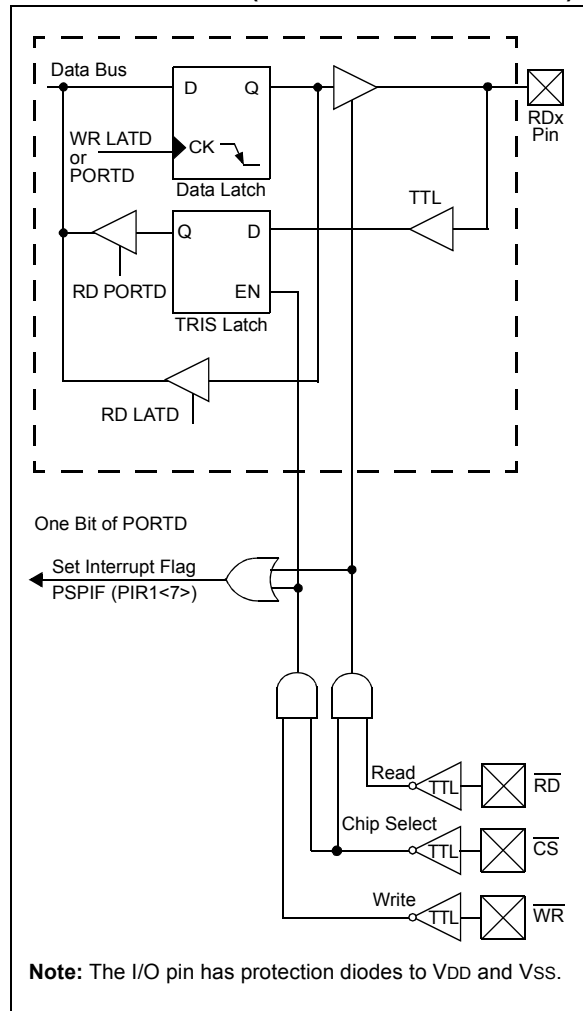 Data Bus
D Q
RDx
Pin
WR LATD
or
PORTD
CK
Data Latch
TTL
Q D
RD PORTD
EN
TRIS Latch
RD LATD
One Bit of PORTD
Set Interrupt Flag
PSPIF (PIR1<7>)
Read
TTL
RD
Chip Select
TTL
CS
Write
TTL
WR
Note: The I/O pin has protection diodes to VDD and VSS.